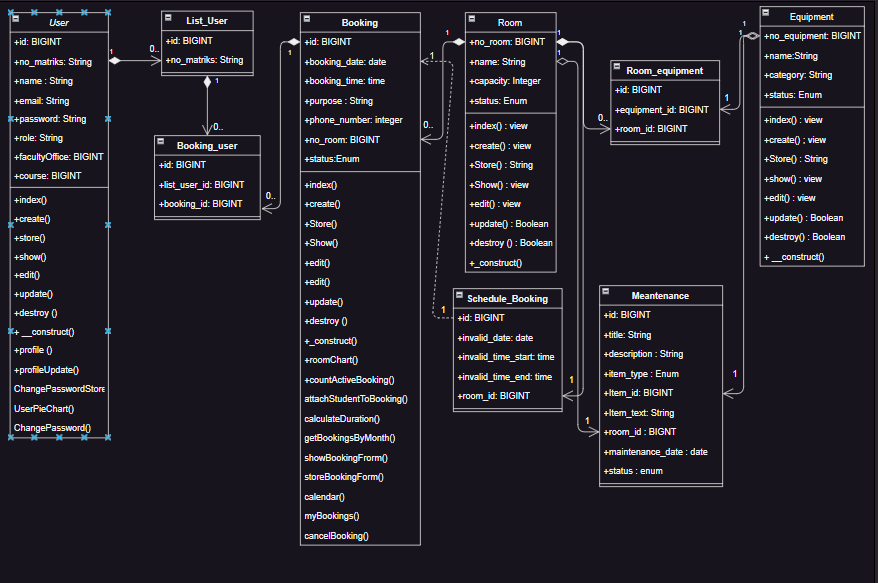 User
+id: BIGINT
+no_matriks: String
+name : String
+email: String
+password: String
+role: String
+facultyOffice: BIGINT
+course: BIGINT
+index()
+create()
+store()
+show()
+edit()
+update()
+destroy ()
+ __construct()
+profile ()
+profileUpdate()
ChangePasswordStore
UserPieChart()
ChangePassword()
1
0..
List_User
+id: BIGINT
+no_matriks: String
1
0..
Booking_user
+id: BIGINT
+list_user_id: BIGINT
+booking_id: BIGINT
0..
1
Booking
+id: BIGINT
+booking_date: date
+booking_time: time
+purpose : String
+phone_number: integer
+no_room: BIGINT
+status:Enum
+index()
+create()
+Store()
+Show()
+edit()
+edit()
+update()
+destroy ()
+_construct()
+roomChart()
+countActiveBooking()
attachStudentToBooking()
calculateDuration()
getBookingsByMonth()
showBookingFrorm()
storeBookingForm()
calendar()
myBookings()
cancelBooking()
1
0..
1
1
Room
+no_room: BIGINT
+name: String
+capacity: Integer
+status: Enum
+index() : view
+create() : view
+Store() : String
+Show() : view
+edit() : view
+update() : Boolean
+destroy () : Boolean
+_construct()
1
1
Schedule_Booking
+id: BIGINT
+invalid_date: date
+invalid_time_start: time
+invalid_time_end: time
+room_id: BIGINT
1
1
0..
Room_equipment
+id: BIGINT
+equipment_id: BIGINT
+room_id: BIGINT
1
Meantenance
+id: BIGINT
+title: String
+description : String
+item_type : Enum
+Item_id: BIGINT
+Item_text: String
+room_id : BIGNT
+maintenance_date : date
+status : enum
1
1
1
Equipment
+no_equipment: BIGINT
+name:String
+category: String
+status: Enum
+index() : view
+create() ; view
+Store() : String
+show() : view
+edit() : view
+update() : Boolean
+destroy() : Boolean
+ __construct()